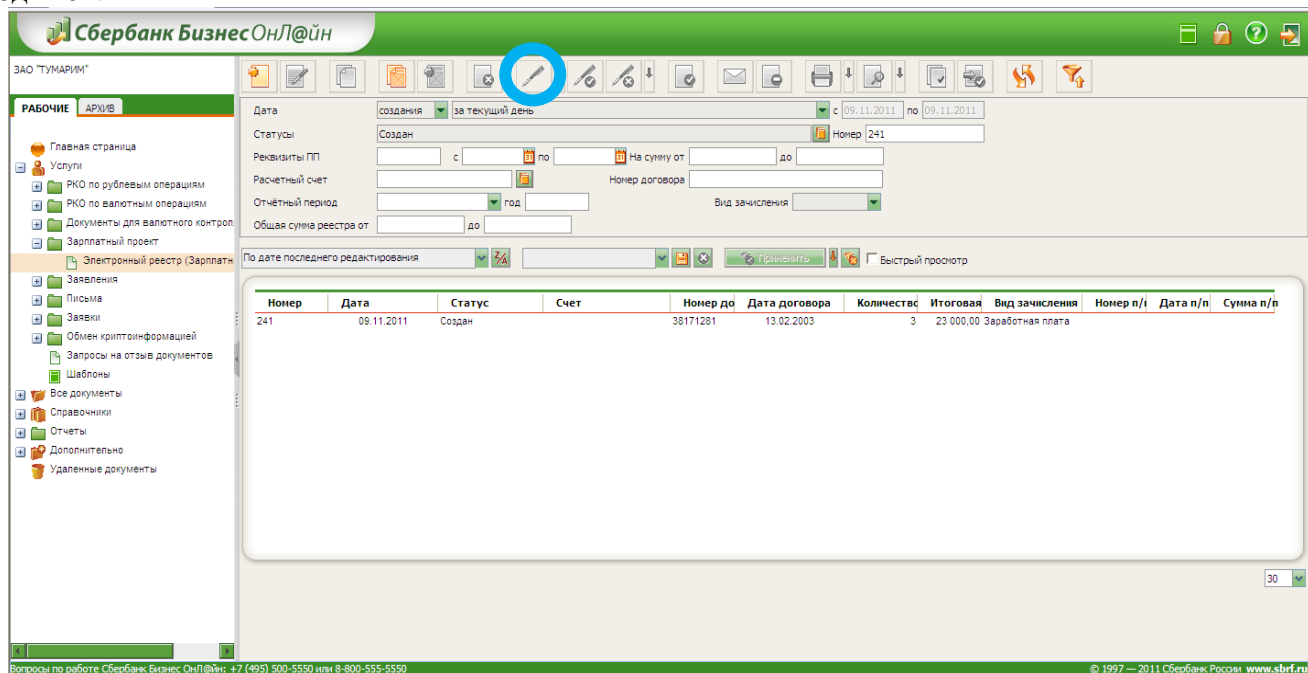 Сбербанк Бизнес ОнЛ@йн
ЗАО "ТУМАРИМ"
РАБОЧИЕ АРХИВ
Главная страница
Услуги
РКО по рублевым операциям
РКО по валютным операциям
Документы для валютного контрол
Зарплатный проект
Электронный реестр (Зарплатн
Заявления
Письма
Заявки
Обмен криптоинформацией
Запросы на отзыв документов
Шаблоны
Все документы
Справочники
Отчеты
Дополнительно
Удаленные документы
Дата создания за текущий день с 09.11.2011 по 09.11.2011
Статусы Создан Номер 241
Реквизиты ПП с по На сумму от до
Расчетный счет Номер договора
Отчётный период год Вид зачисления
Общая сумма реестра от до
По дате последнего редактирования Применить Быстрый просмотр
Номер Дата Статус Счет Номер до Дата договора Количество Итоговая Вид зачисления Номер п/п Дата п/п Сумма п/п
241 09.11.2011 Создан 38171281 13.02.2003 3 23 000,00 Заработная плата
30
Вопросы по работе Сбербанк Бизнес ОнЛ@йн: +7 (495) 500-5550 или 8-800-555-5550 © 1997 — 2011 Сбербанк России www.sbrf.ru